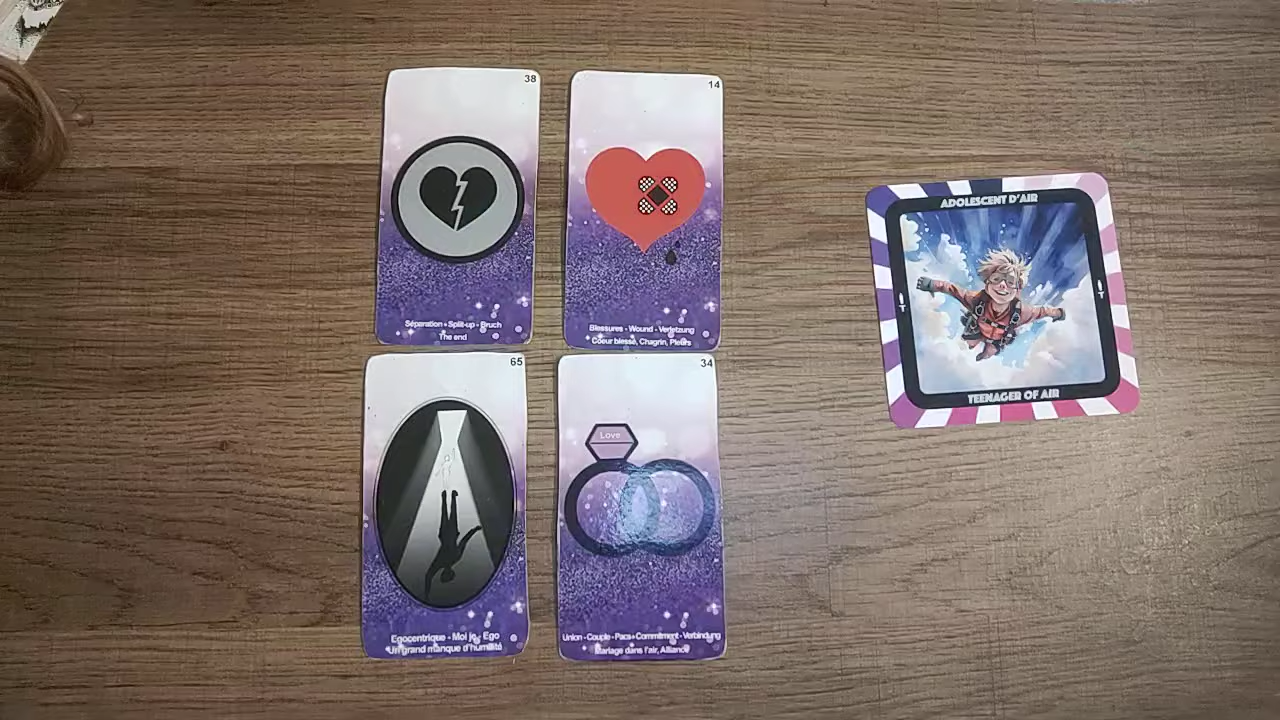 38
Séparation - Split-up - Bruch
The end
14
Blessures - Wound - Verletzung
Coeur blessé, Chagrin, Pleurs
65
Egocentrique - Moi je - Ego
Un grand manque d'humilité
34
Love
Union - Couple - Pacs - Commitment - Verbindung
Mariage dans l'air, Alliance
ADOLESCENT D'AIR
TEENAGER OF AIR